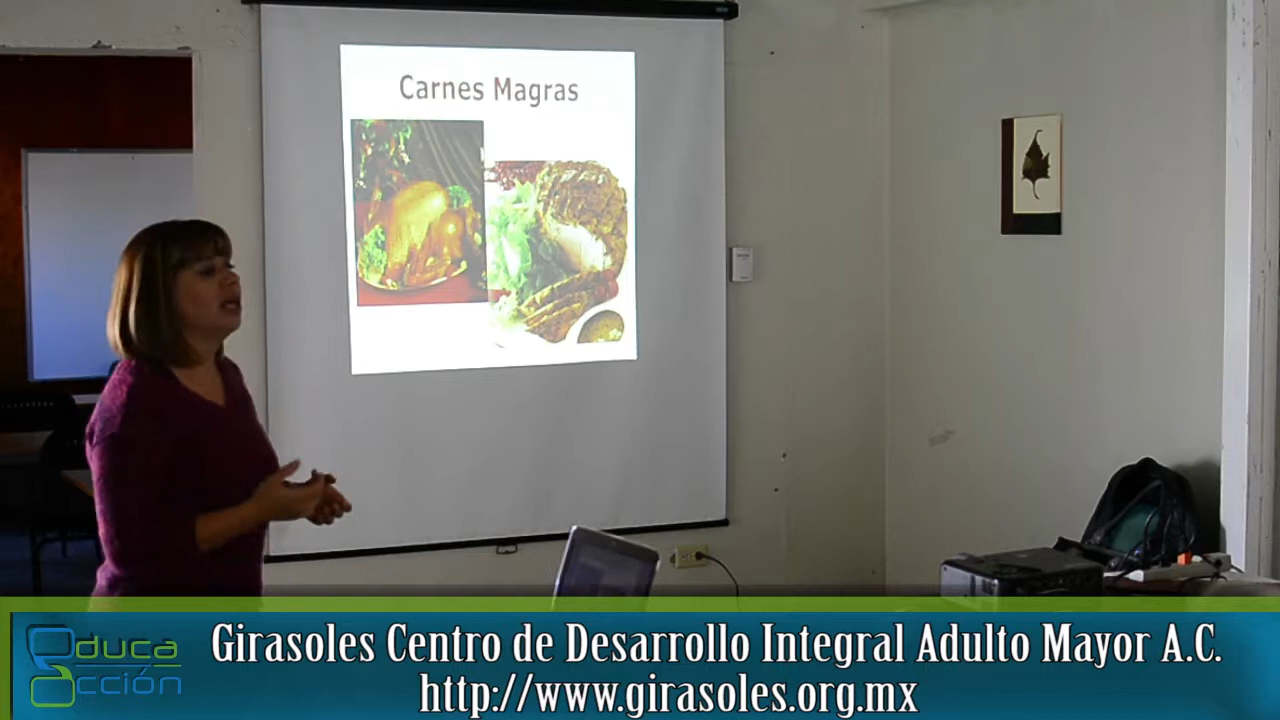 Carnes Magras
Educa
Acción
Girasoles Centro de Desarrollo Integral Adulto Mayor A.C.
http://www.girasoles.org.mx